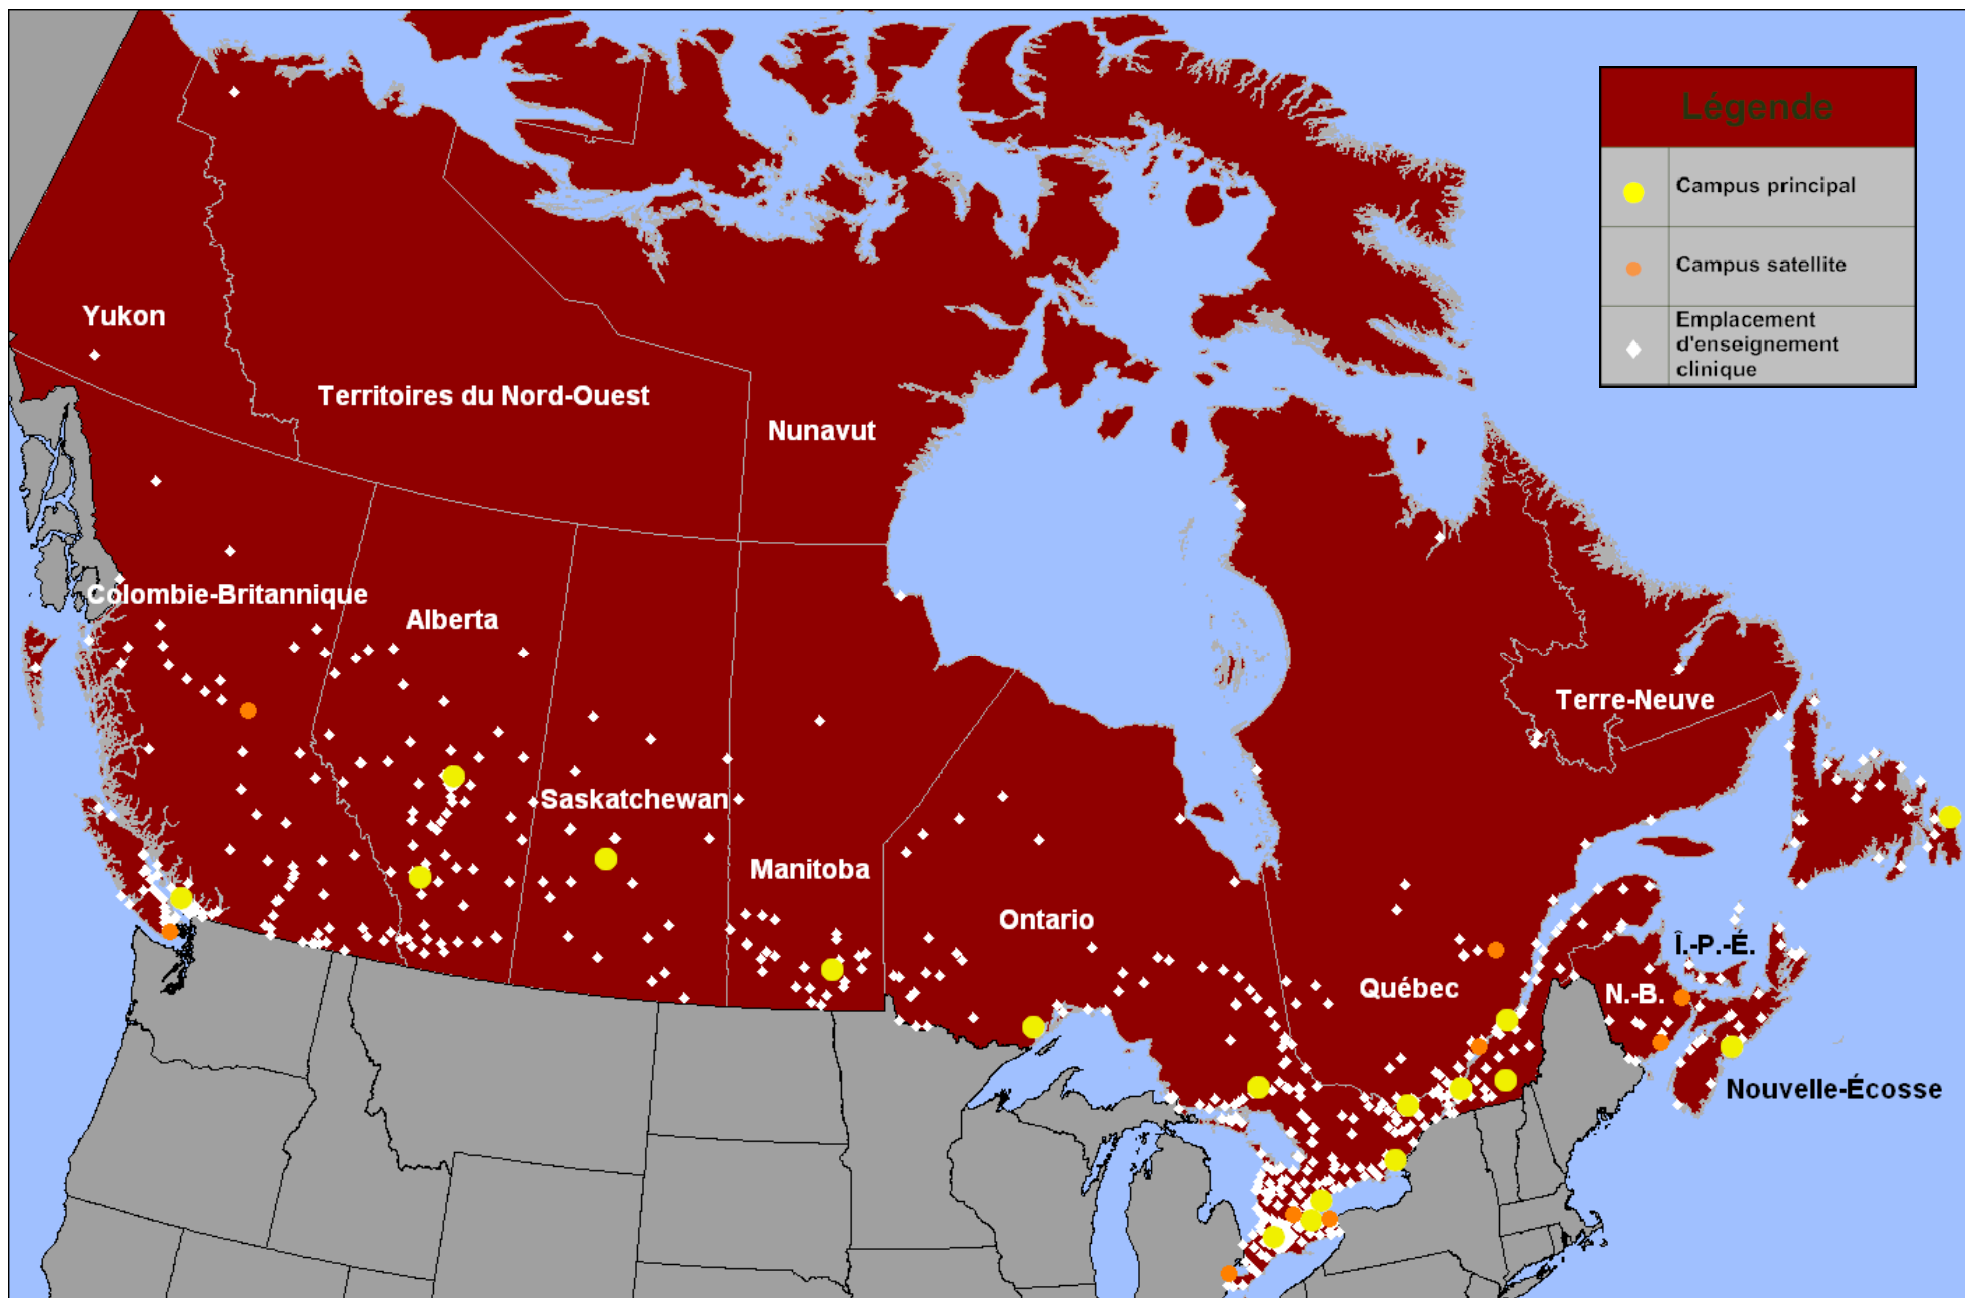 Légende
Campus principal
Campus satellite
Emplacement
d'enseignement
clinique
Yukon
Territoires du Nord-Ouest
Nunavut
Colombie-Britannique
Alberta
Terre-Neuve
Saskatchewan
Manitoba
Ontario
Î.-P.-É.
Québec
N.-B.
Nouvelle-Écosse